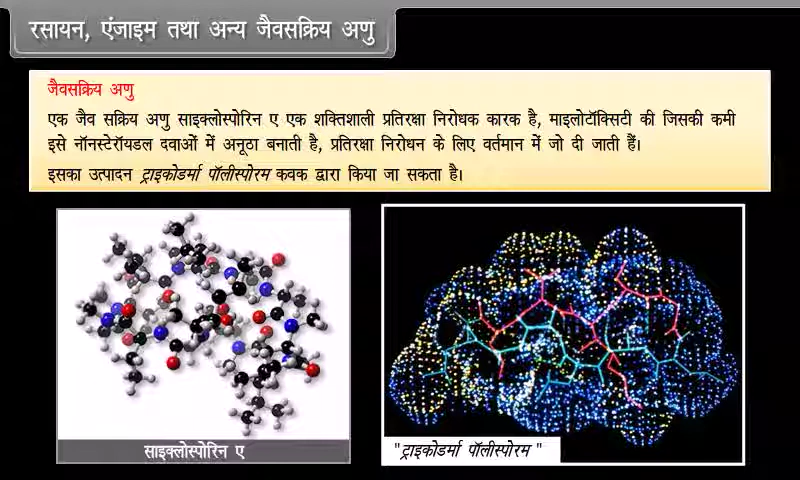 रसायन, एंजाइम तथा अन्य जैवसक्रिय अणु
जैवसक्रिय अणु
एक जैव सक्रिय अणु साइक्लोस्पोरिन ए एक शक्तिशाली प्रतिरक्षा निरोधक कारक है, माइलोटॉक्सिटी की जिसकी कमी
इसे नॉनस्टेरॉयडल दवाओं में अनूठा बनाती है, प्रतिरक्षा निरोधन के लिए वर्तमान में जो दी जाती हैं।
इसका उत्पादन ट्राइकोडर्मा पॉलीस्पोरम कवक द्वारा किया जा सकता है।
साइक्लोस्पोरिन ए
"ट्राइकोडर्मा पॉलीस्पोरम "